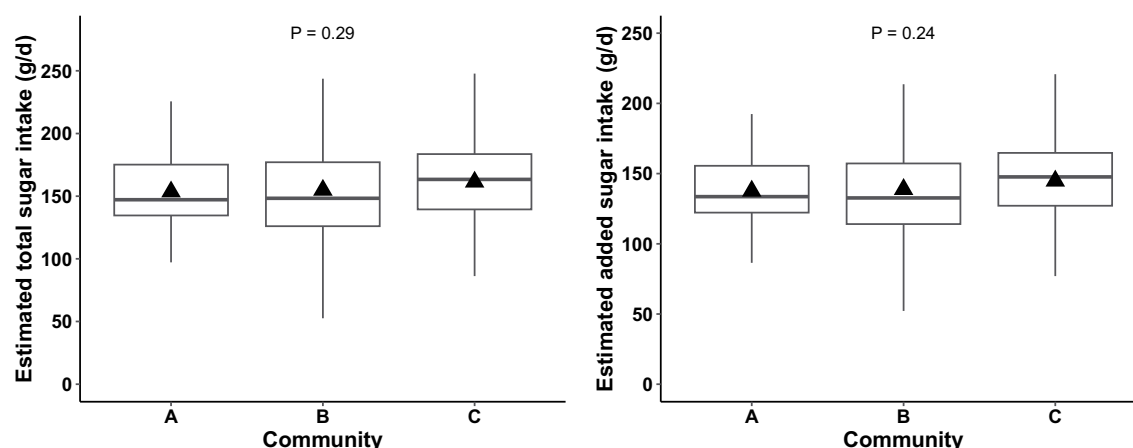 Estimated total sugar intake (g/d)
P = 0.29
250
200
150
100
50
0
A B C
Community
Estimated added sugar intake (g/d)
P = 0.24
250
200
150
100
50
0
A B C
Community